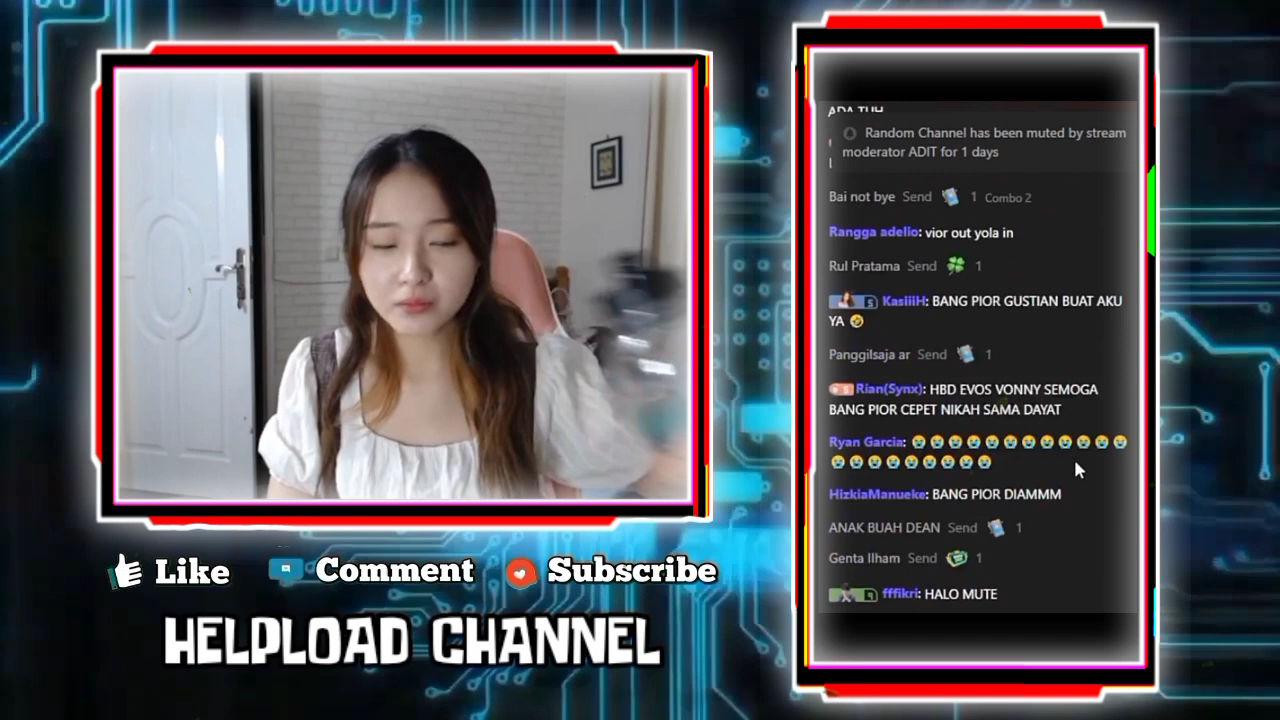 Like
Comment
Subscribe
HELPLOAD CHANNEL
ADA TUH
Random Channel has been muted by stream
moderator ADIT for 1 days
Bai not bye Send 1 Combo 2
Rangga adelio: vior out yola in
Rul Pratama Send 1
KasiiiH: BANG PIOR GUSTIAN BUAT AKU
YA 🤣
Panggilsaja ar Send 1
Rian(Synx): HBD EVOS VONNY SEMOGA
BANG PIOR CEPET NIKAH SAMA DAYAT
Ryan Garcia: 😭😭😭😭😭😭😭😭😭😭😭😭
😭😭😭😭😭😭😭😭😭
HizkiaManueke: BANG PIOR DIAMMM
ANAK BUAH DEAN Send 1
Genta Ilham Send 1
fffikri: HALO MUTE